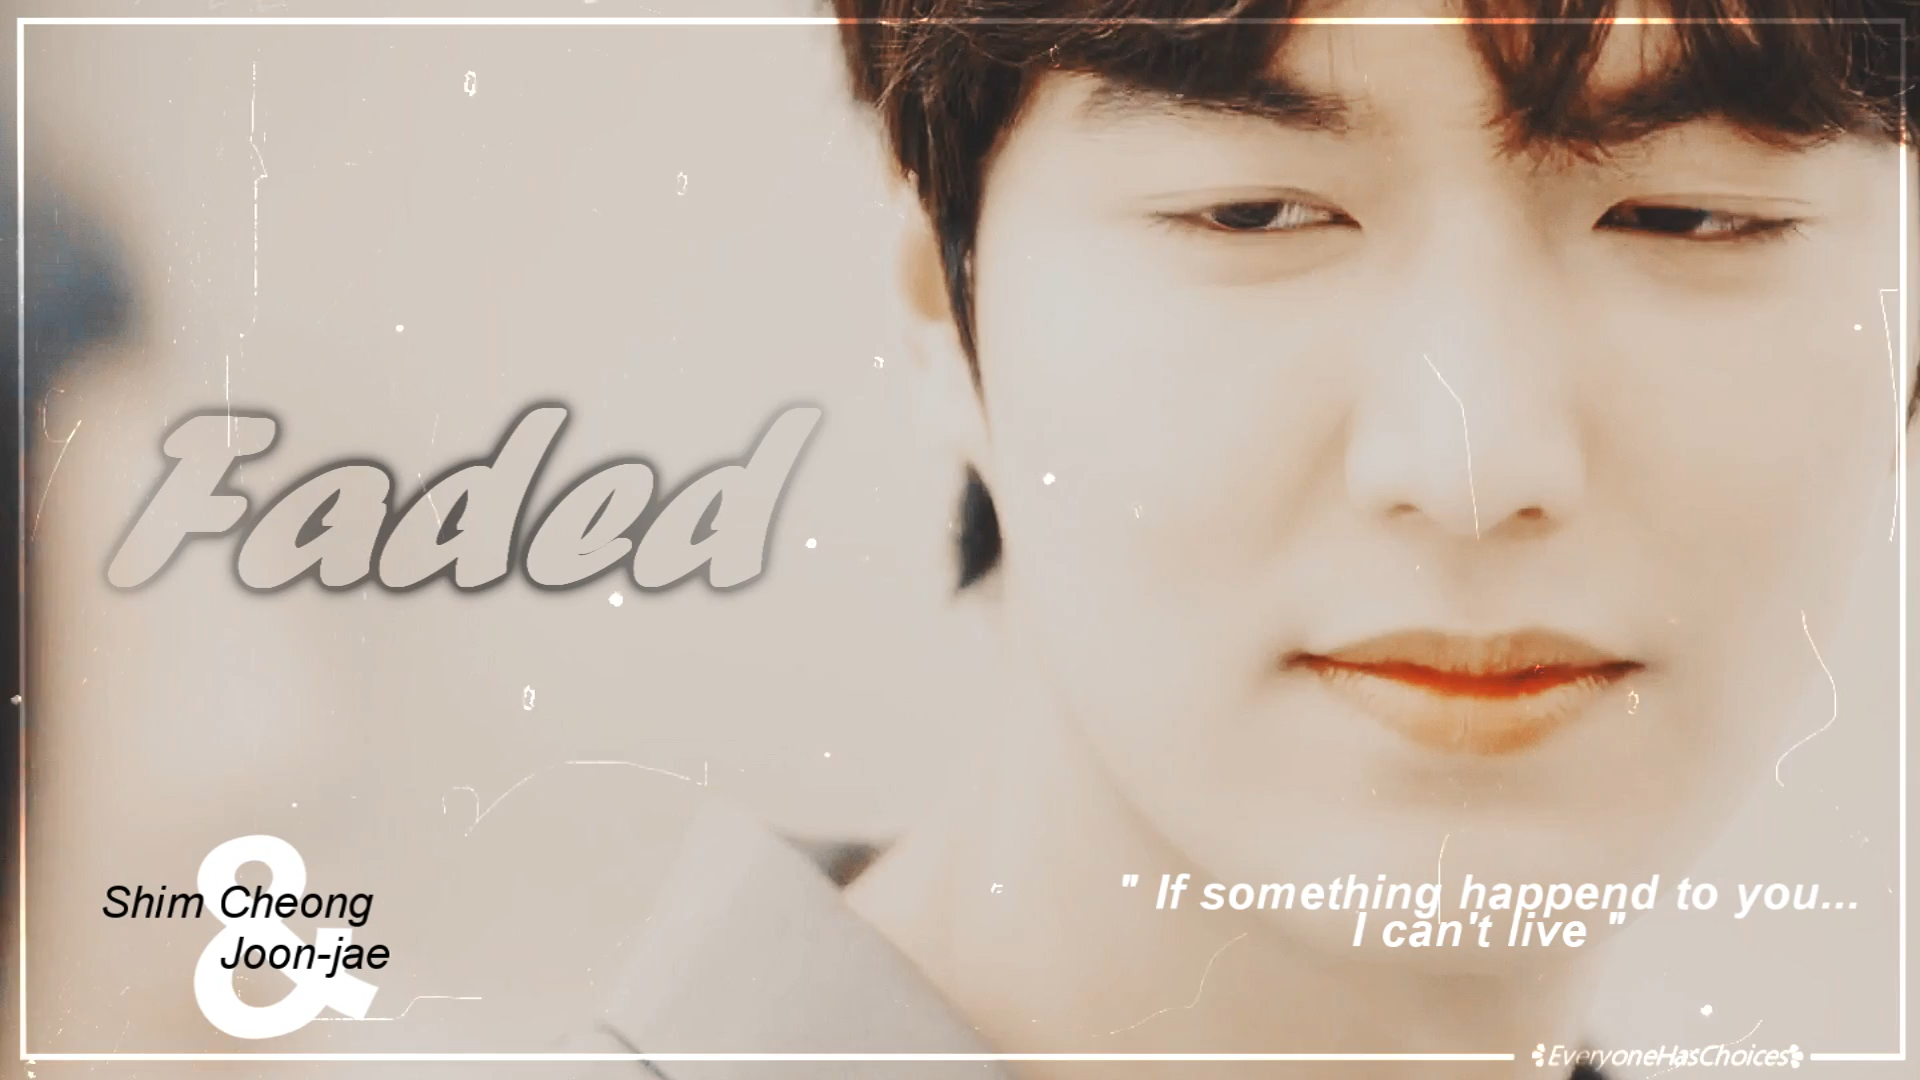 Faded
&
Shim Cheong
Joon-jae
" If something happend to you...
I can't live "
✽EveryoneHasChoices✽